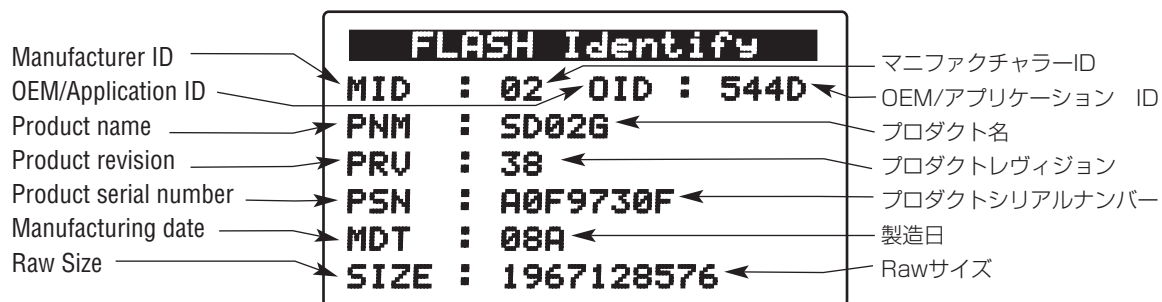 FLASH Identify
Manufacturer ID
MID : 02 OID : 544D
マニファクチャラーID
OEM/Application ID
OEM/アプリケーション　ID
Product name
PNM : SD02G
プロダクト名
Product revision
PRV : 38
プロダクトレヴィジョン
Product serial number
PSN : A0F9730F
プロダクトシリアルナンバー
Manufacturing date
MDT : 08A
製造日
Raw Size
SIZE : 1967128576
Rawサイズ